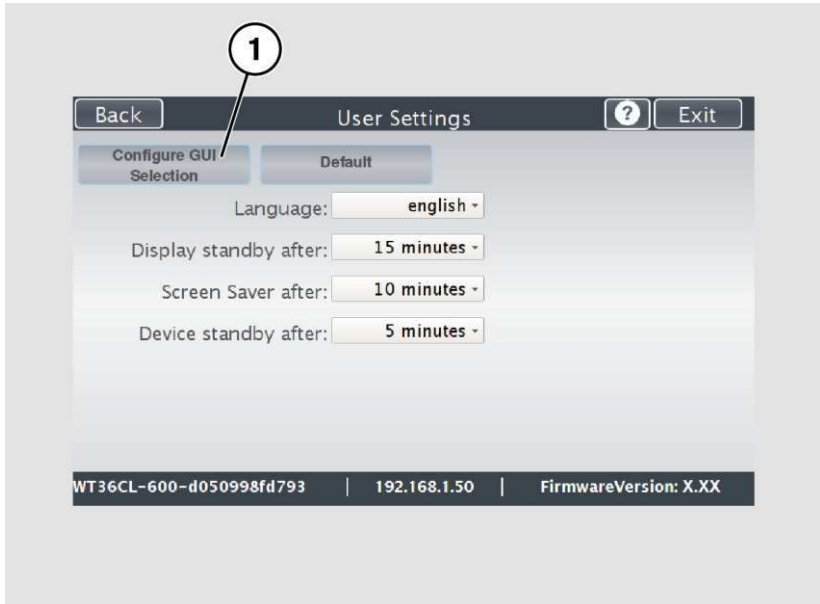 1
Back User Settings ? Exit
Configure GUI
Selection
Default
Language: english
Display standby after: 15 minutes
Screen Saver after: 10 minutes
Device standby after: 5 minutes
WT36CL-600-d050998fd793 | 192.168.1.50 | FirmwareVersion: X.XX